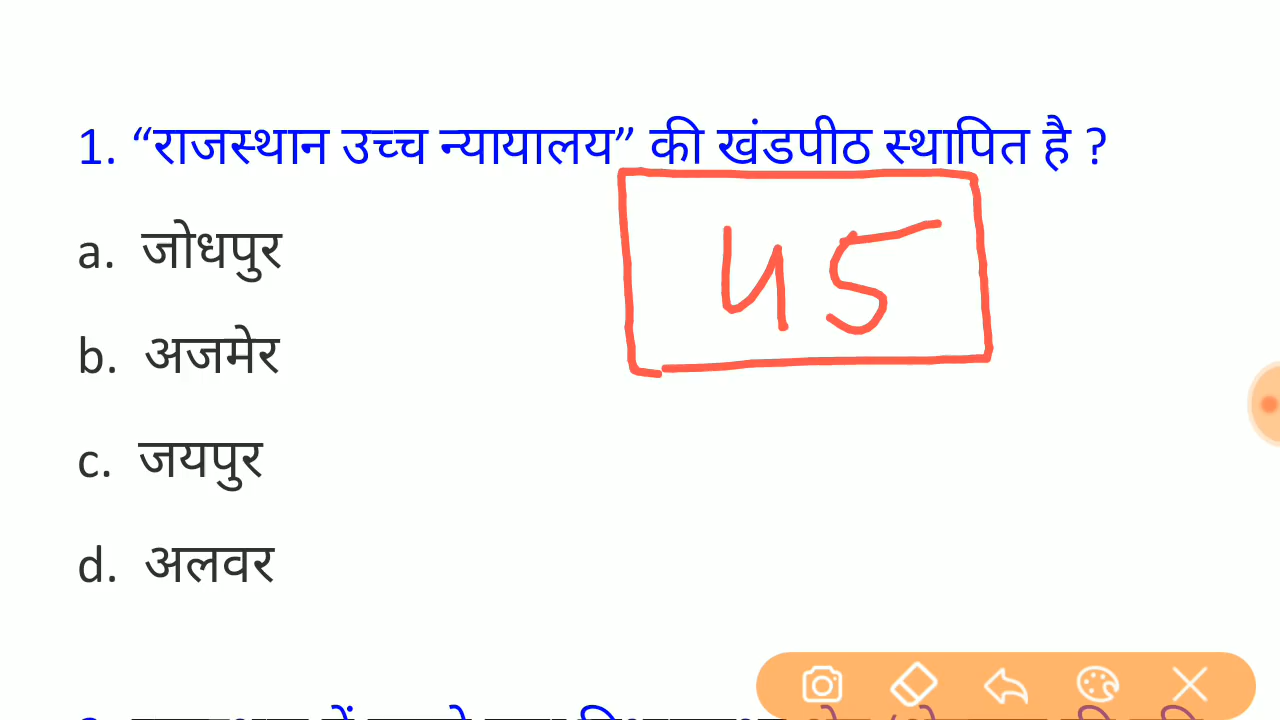 1. “राजस्थान उच्च न्यायालय” की खंडपीठ स्थापित है ?
45
a. जोधपुर
b. अजमेर
c. जयपुर
d. अलवर